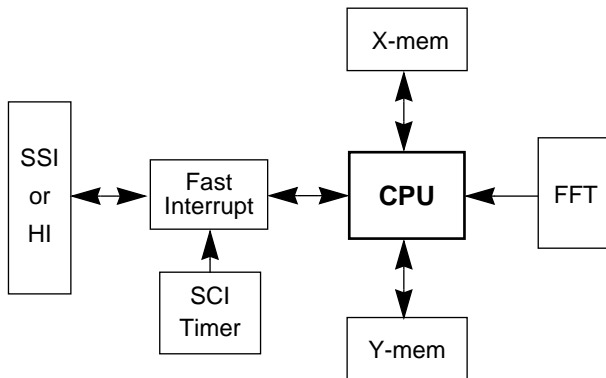 X-mem
SSI
or
HI
Fast
Interrupt
CPU
FFT
SCI
Timer
Y-mem